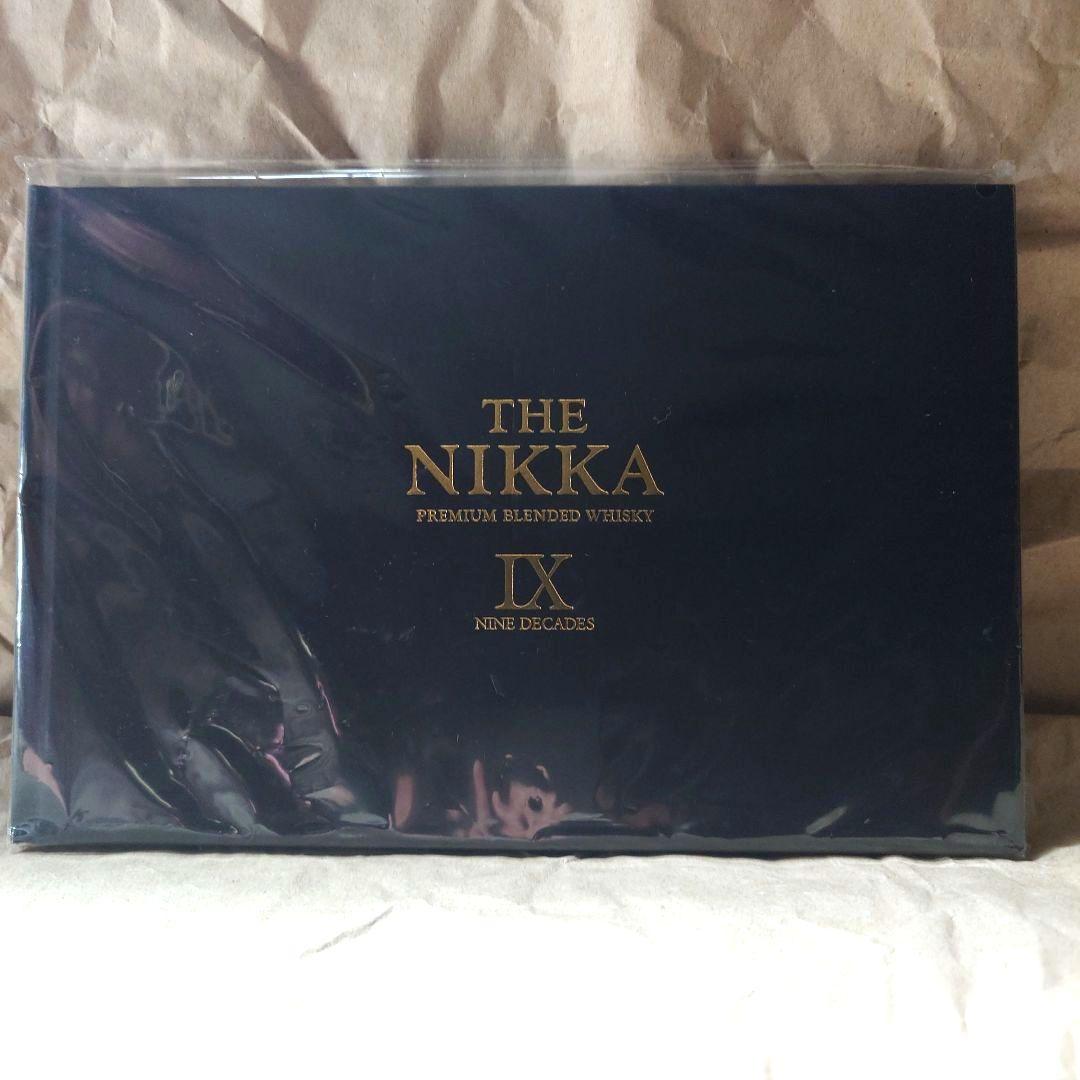 THE
NIKKA
PREMIUM BLENDED WHISKY
IX
NINE DECADES